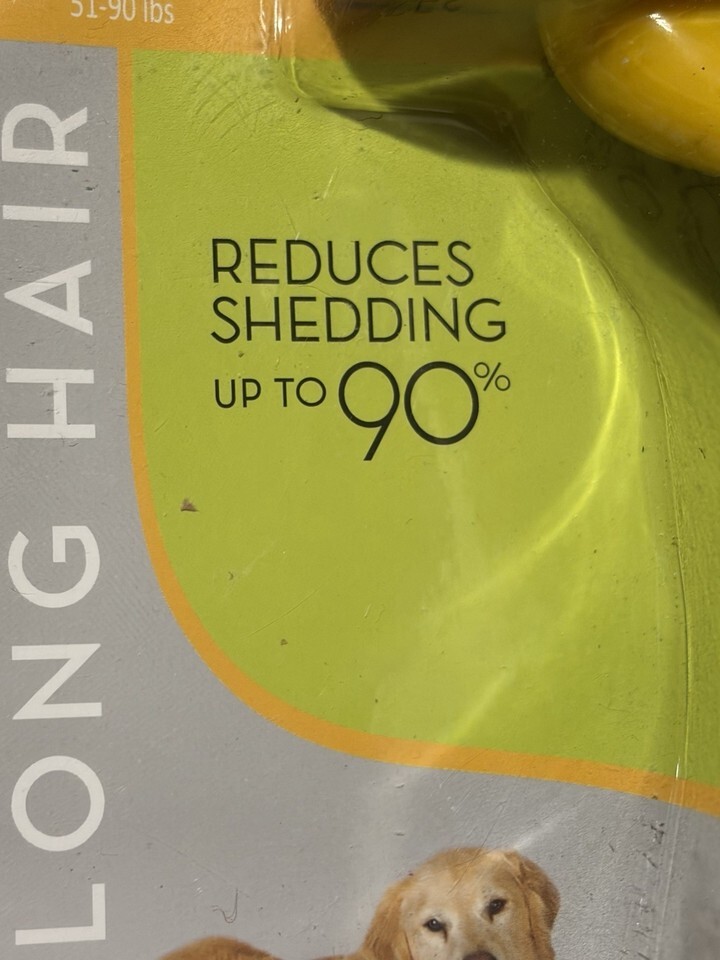 51-90 lbs
LONG HAIR
REDUCES
SHEDDING
UP TO 90%